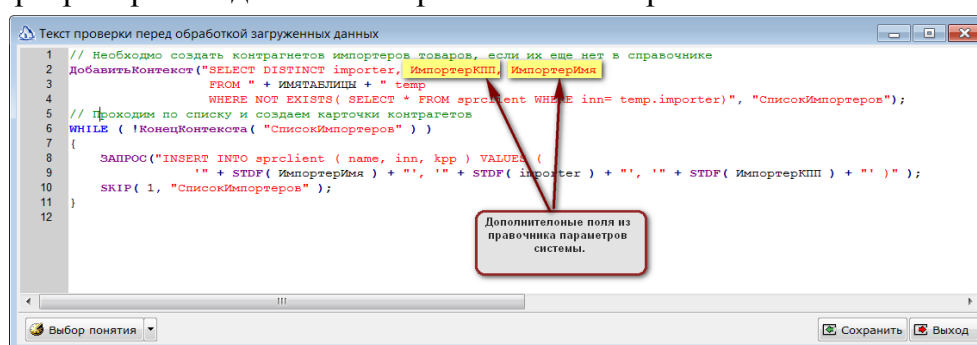 Текст проверки перед обработкой загруженных данных
1 // Необходмо создать контрагнетов импортеров товаров, если их еще нет в справочнике
2 ДобавитьКонтекст("SELECT DISTINCT importer, ИмпортерКПП, ИмпортерИмя
3 FROM " + ИМЯТАБЛИЦЫ + " temp
4 WHERE NOT EXISTS( SELECT * FROM sprclient WHERE inn= temp.importer)", "СписокИмпортеров");
5 // Проходим по списку и создаем карточки контрагетов
6 WHILE ( !КонецКонтекста( "СписокИмпортеров" ) )
7 {
8 ЗАПРОС("INSERT INTO sprclient ( name, inn, kpp ) VALUES (
9 '" + STDF( ИмпортерИмя ) + "', '" + STDF( importer ) + "', '" + STDF( ИмпортерКПП ) + "' )" );
10 SKIP( 1, "СписокИмпортеров" );
11 }
12
Дополнителоные поля из
правочника параметров
системы.
Выбор понятия
Сохранить
Выход